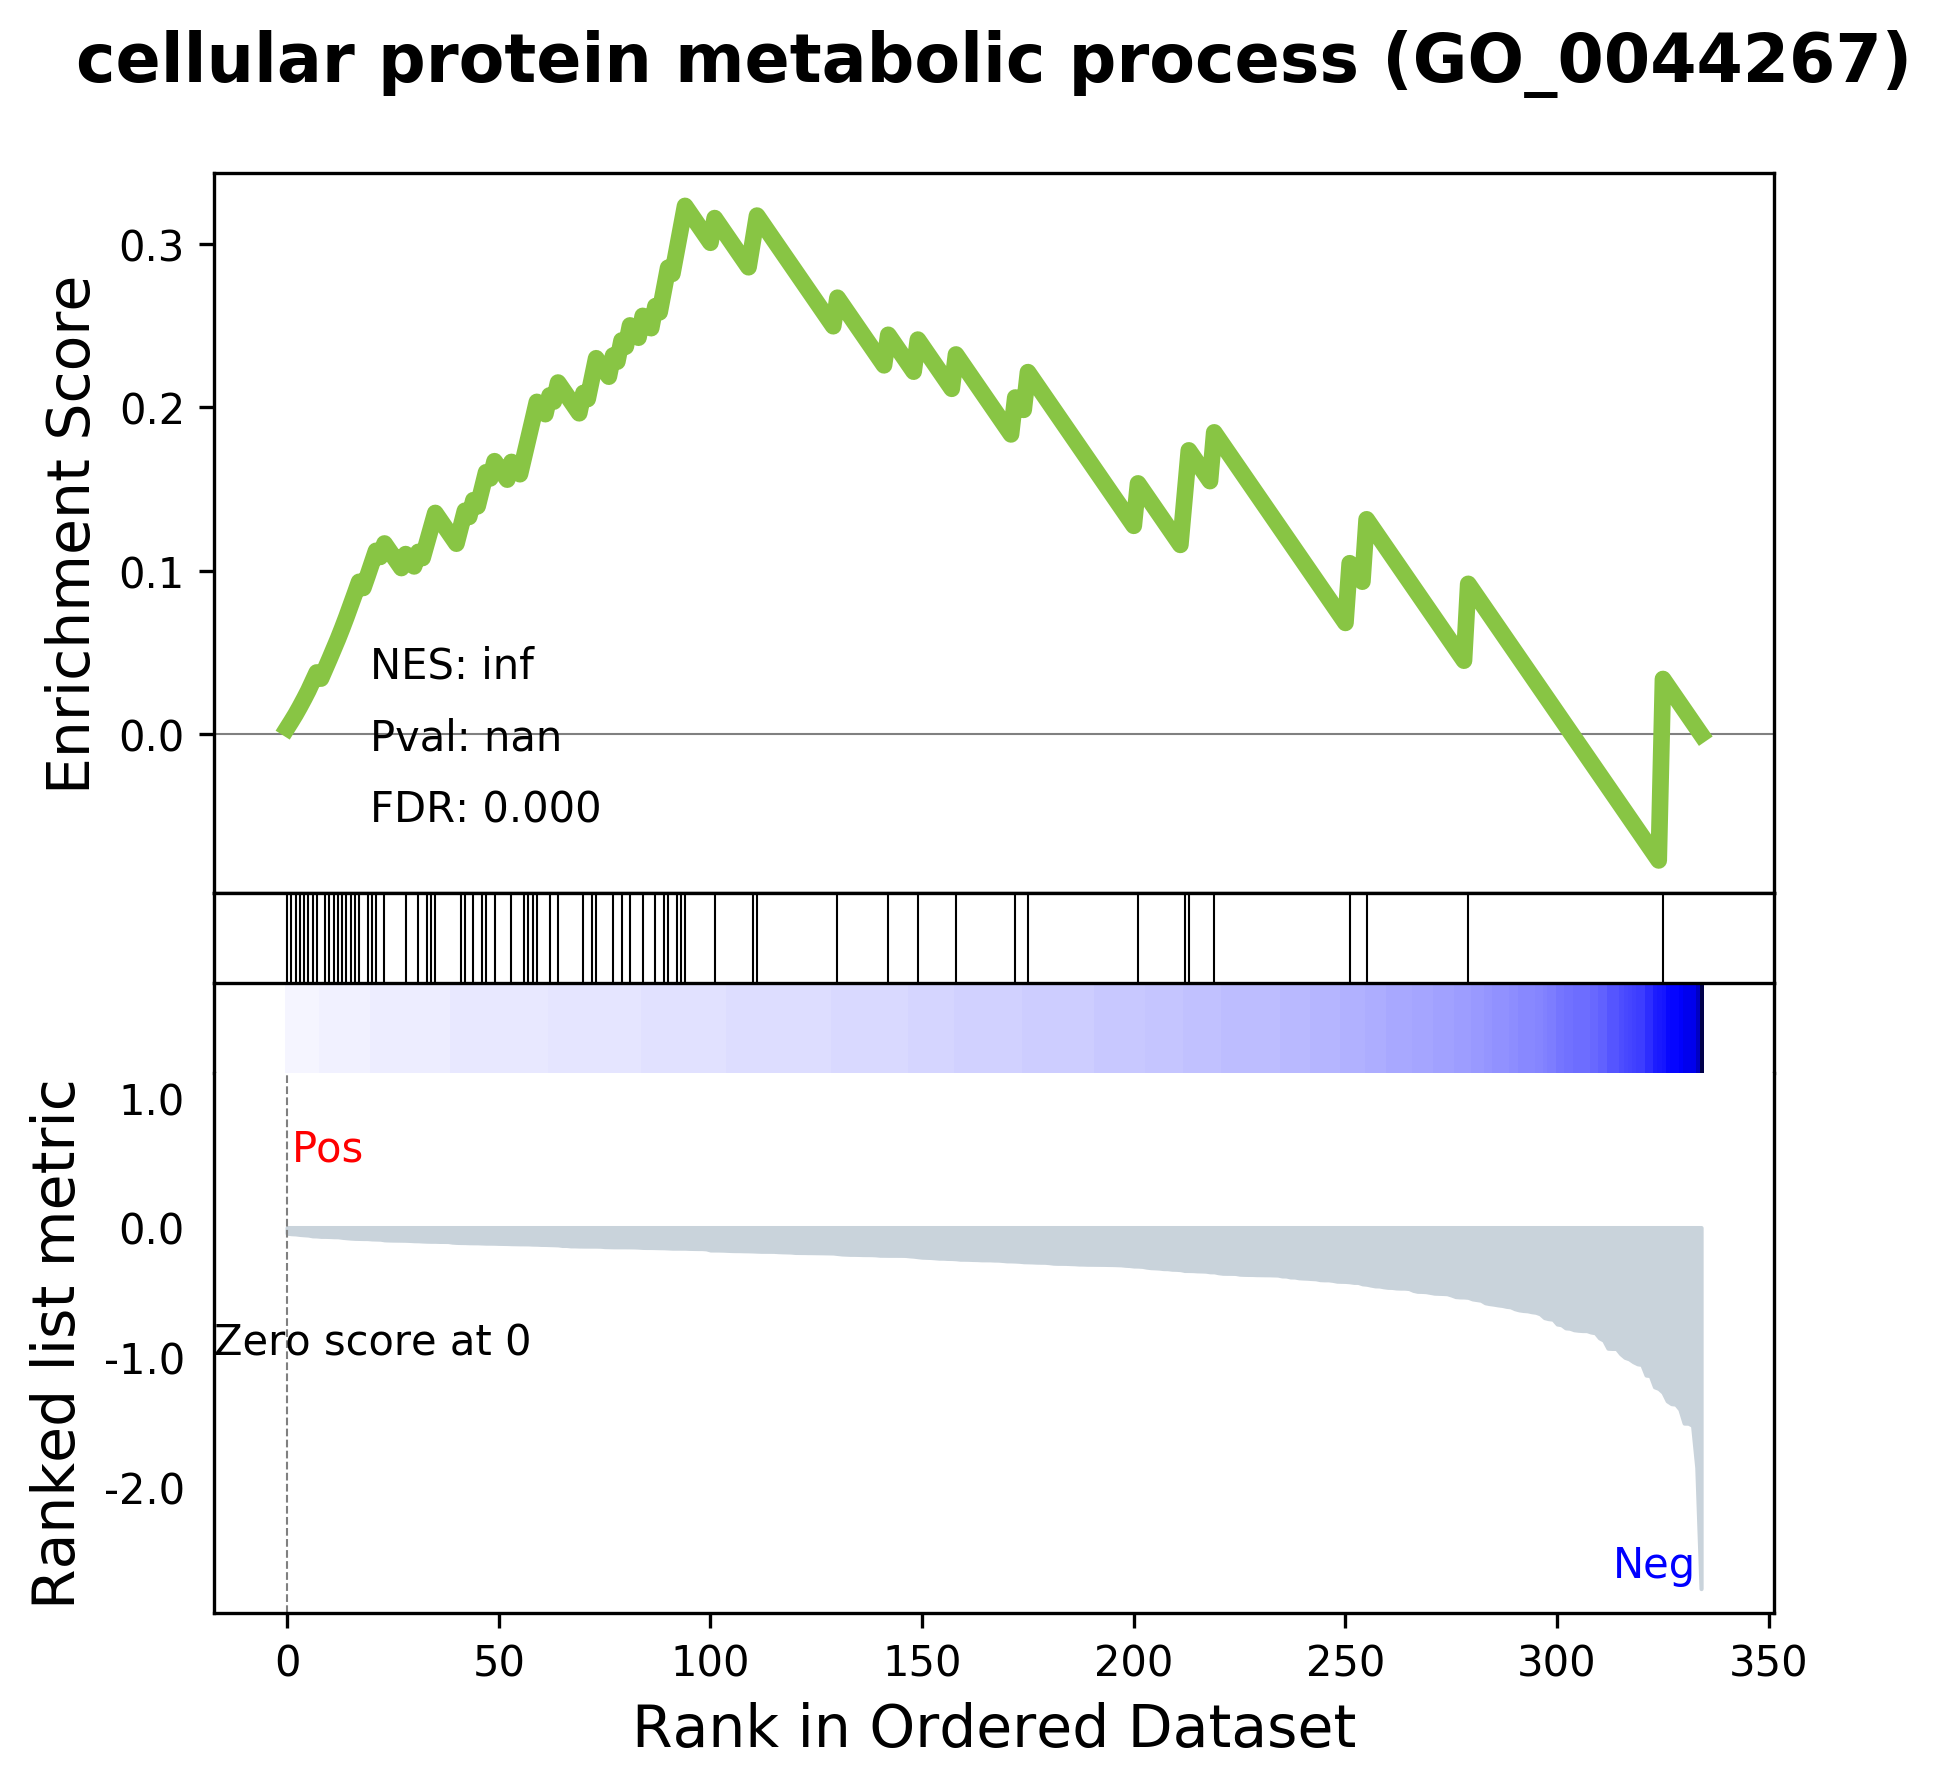 cellular protein metabolic process (GO_0044267)
Enrichment Score
0.3
0.2
0.1
0.0
NES: inf
Pval: nan
FDR: 0.000
Ranked list metric
1.0
0.0
-1.0
-2.0
Pos
Zero score at 0
Neg
0 50 100 150 200 250 300 350
Rank in Ordered Dataset